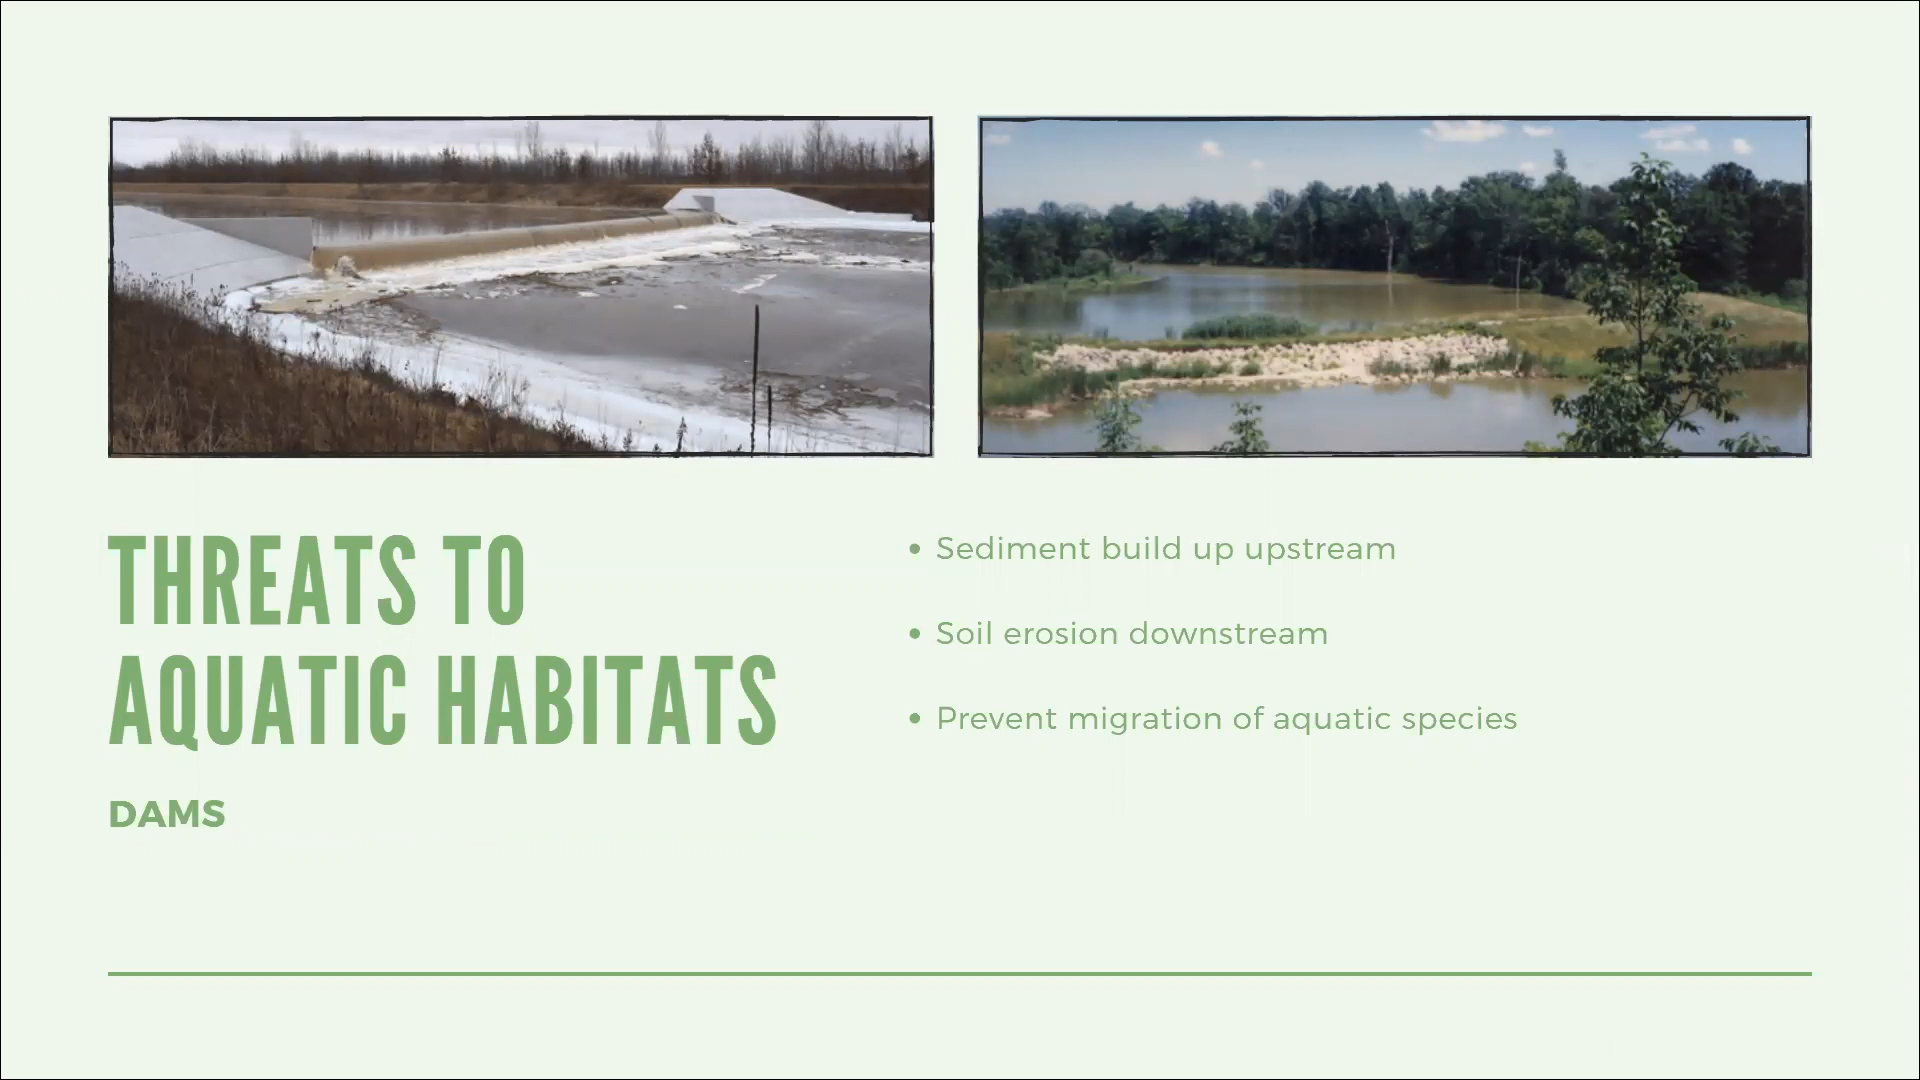 THREATS TO
AQUATIC HABITATS
DAMS
• Sediment build up upstream
• Soil erosion downstream
• Prevent migration of aquatic species